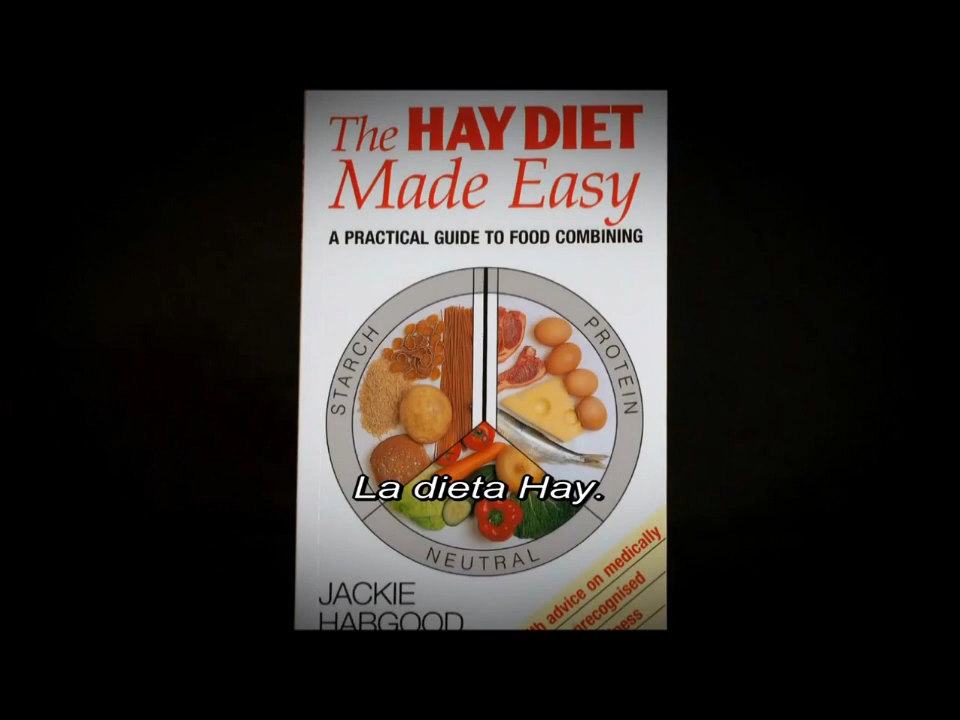 The HAY DIET
Made Easy
A PRACTICAL GUIDE TO FOOD COMBINING
STARCH
PROTEIN
La dieta Hay.
NEUTRAL
JACKIE
HABGOOD
advice on medically
recognised